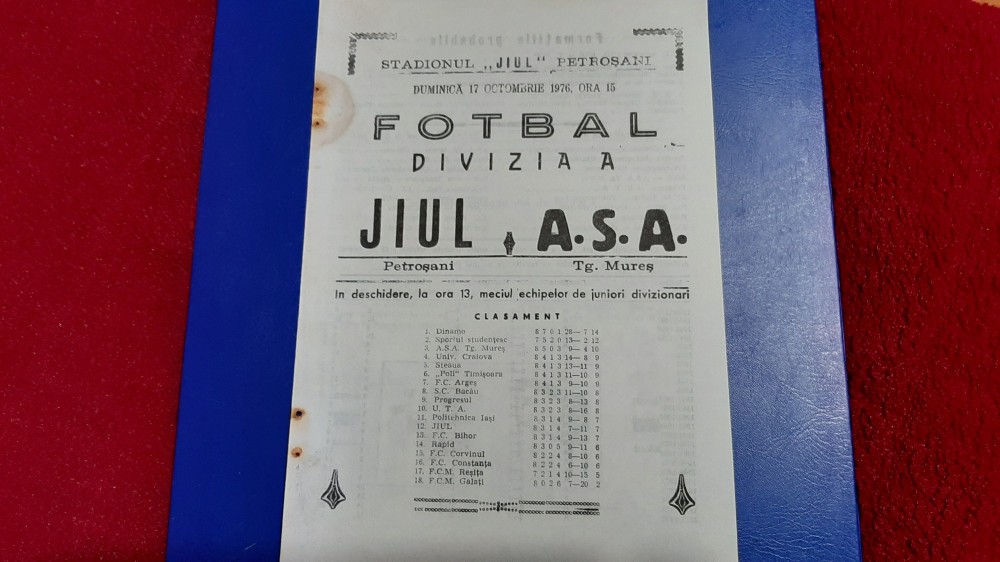 STADIONUL „JIUL“ PETROȘANI
DUMINICĂ 17 OCTOMBRIE 1976, ORA 15
FOTBAL
DIVIZIA A
JIUL A.S.A.
Petroșani Tg. Mureș
In deschidere, la ora 13, meciul echipelor de juniori divizionari
CLASAMENT
1. Dinamo 8 7 0 1 26— 7 14
2. Sportul studențesc 7 5 2 0 13— 2 12
3. A.S.A. Tg. Mureș 8 5 0 3 9— 4 10
4. Univ. Craiova 8 4 1 3 14— 8 9
5. Steaua 8 4 1 3 13—11 9
6. „Poli“ Timișoara 8 4 1 3 11—10 9
7. F.C. Argeș 8 4 1 3 9—10 9
8. S.C. Bacău 8 3 2 3 11—10 8
9. Progresul 8 3 2 3 8—13 8
10. U. T. A. 8 3 2 3 8—10 8
11. Politehnica Iași 8 3 1 4 9— 8 7
12. JIUL 8 3 1 4 7—11 7
13. F.C. Bihor 8 3 1 4 9—13 7
14. Rapid 8 3 0 5 9—11 6
15. F.C. Corvinul 8 2 2 4 8—10 6
16. F.C. Constanța 8 2 2 4 6—10 6
17. F.C.M. Reșița 7 2 1 4 10—15 5
18. F.C.M. Galați 8 0 2 6 7—20 2